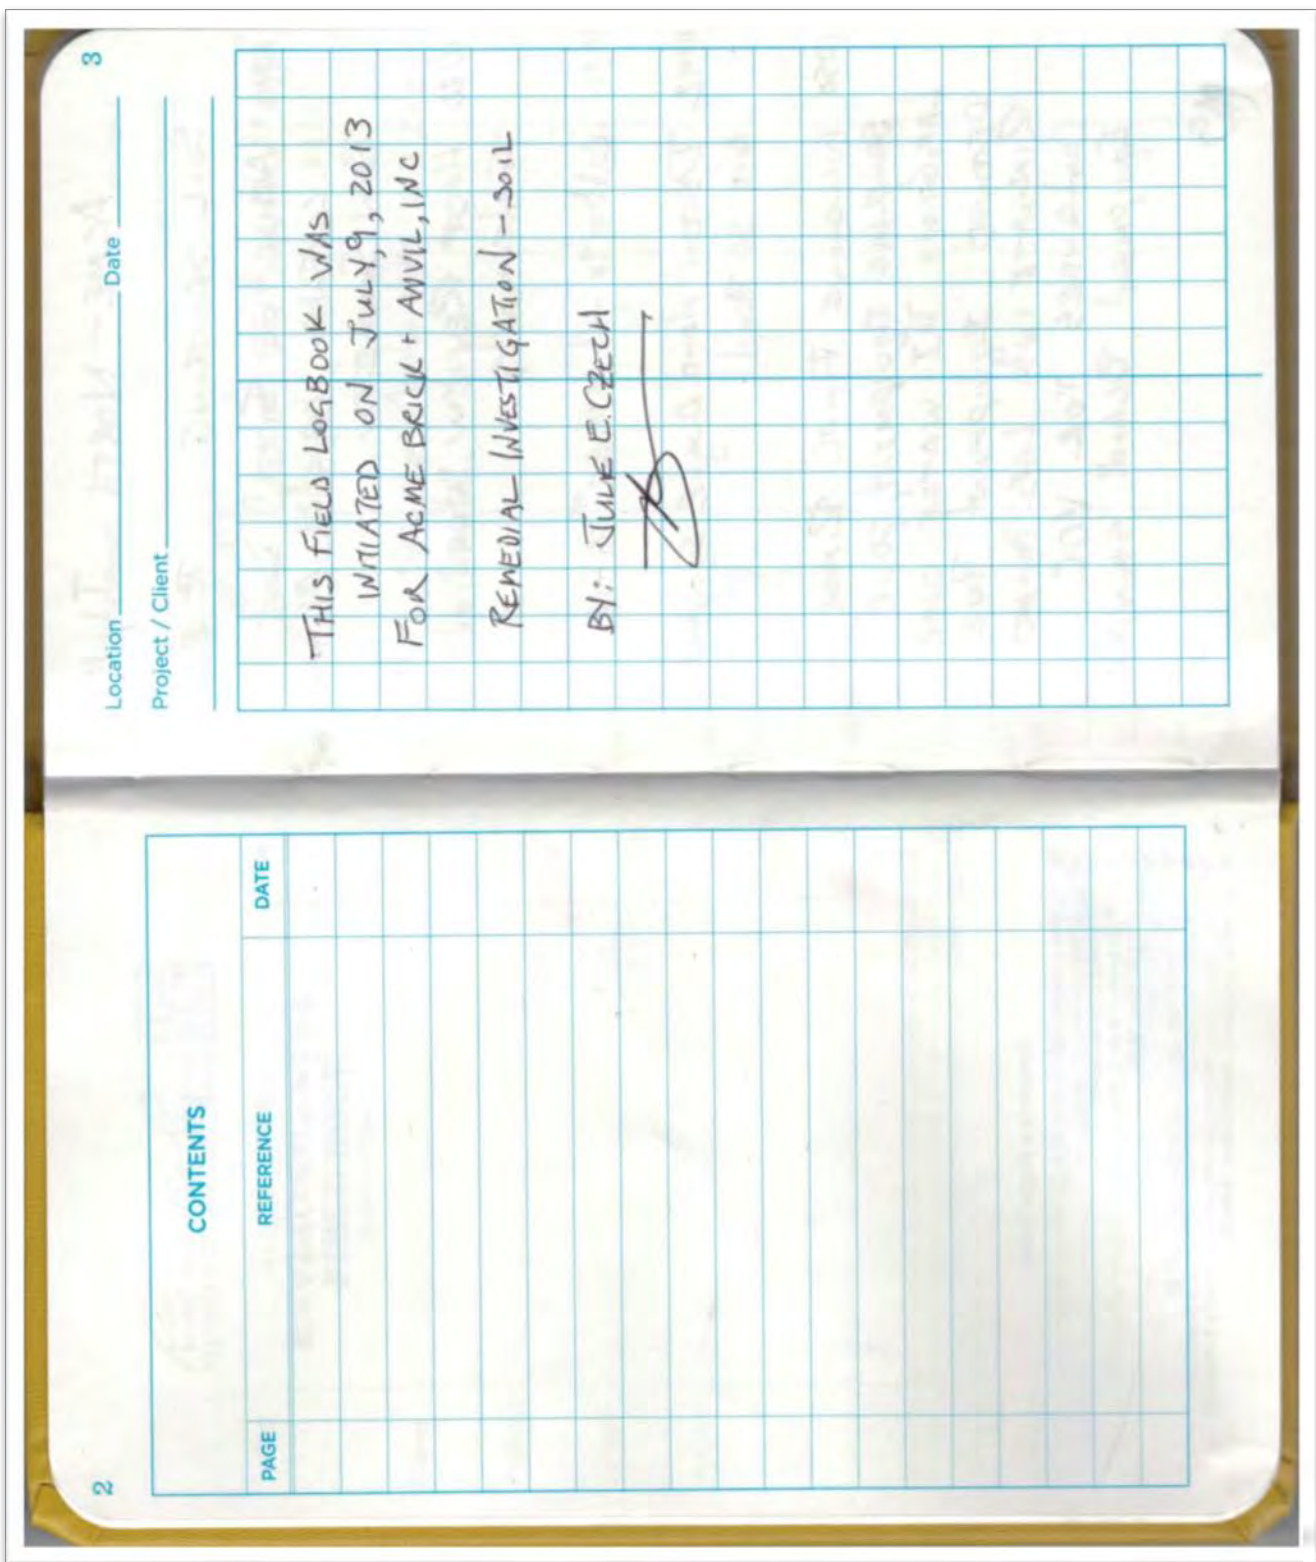 2
CONTENTS
PAGE REFERENCE DATE
3
Location Date
Project / Client
THIS FIELD LOGBOOK WAS
INITIATED ON JULY, 9, 2013
FOR ACME BRICK + ANVIL, INC
REMEDIAL INVESTIGATION - SOIL
BY: JULIE E. CZECH